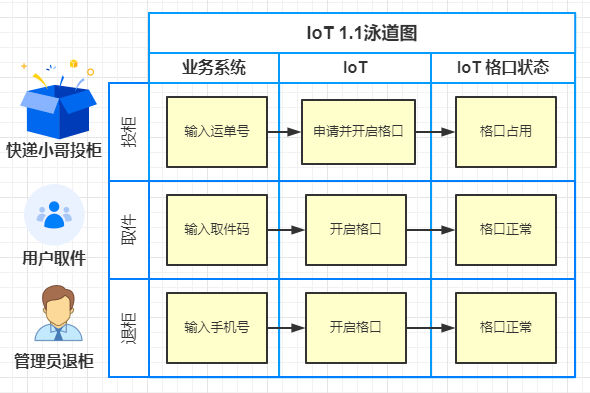 IoT 1.1泳道图
业务系统 IoT IoT 格口状态
快递小哥投柜
投柜
输入运单号 申请并开启格口 格口占用
用户取件
取件
输入取件码 开启格口 格口正常
管理员退柜
退柜
输入手机号 开启格口 格口正常